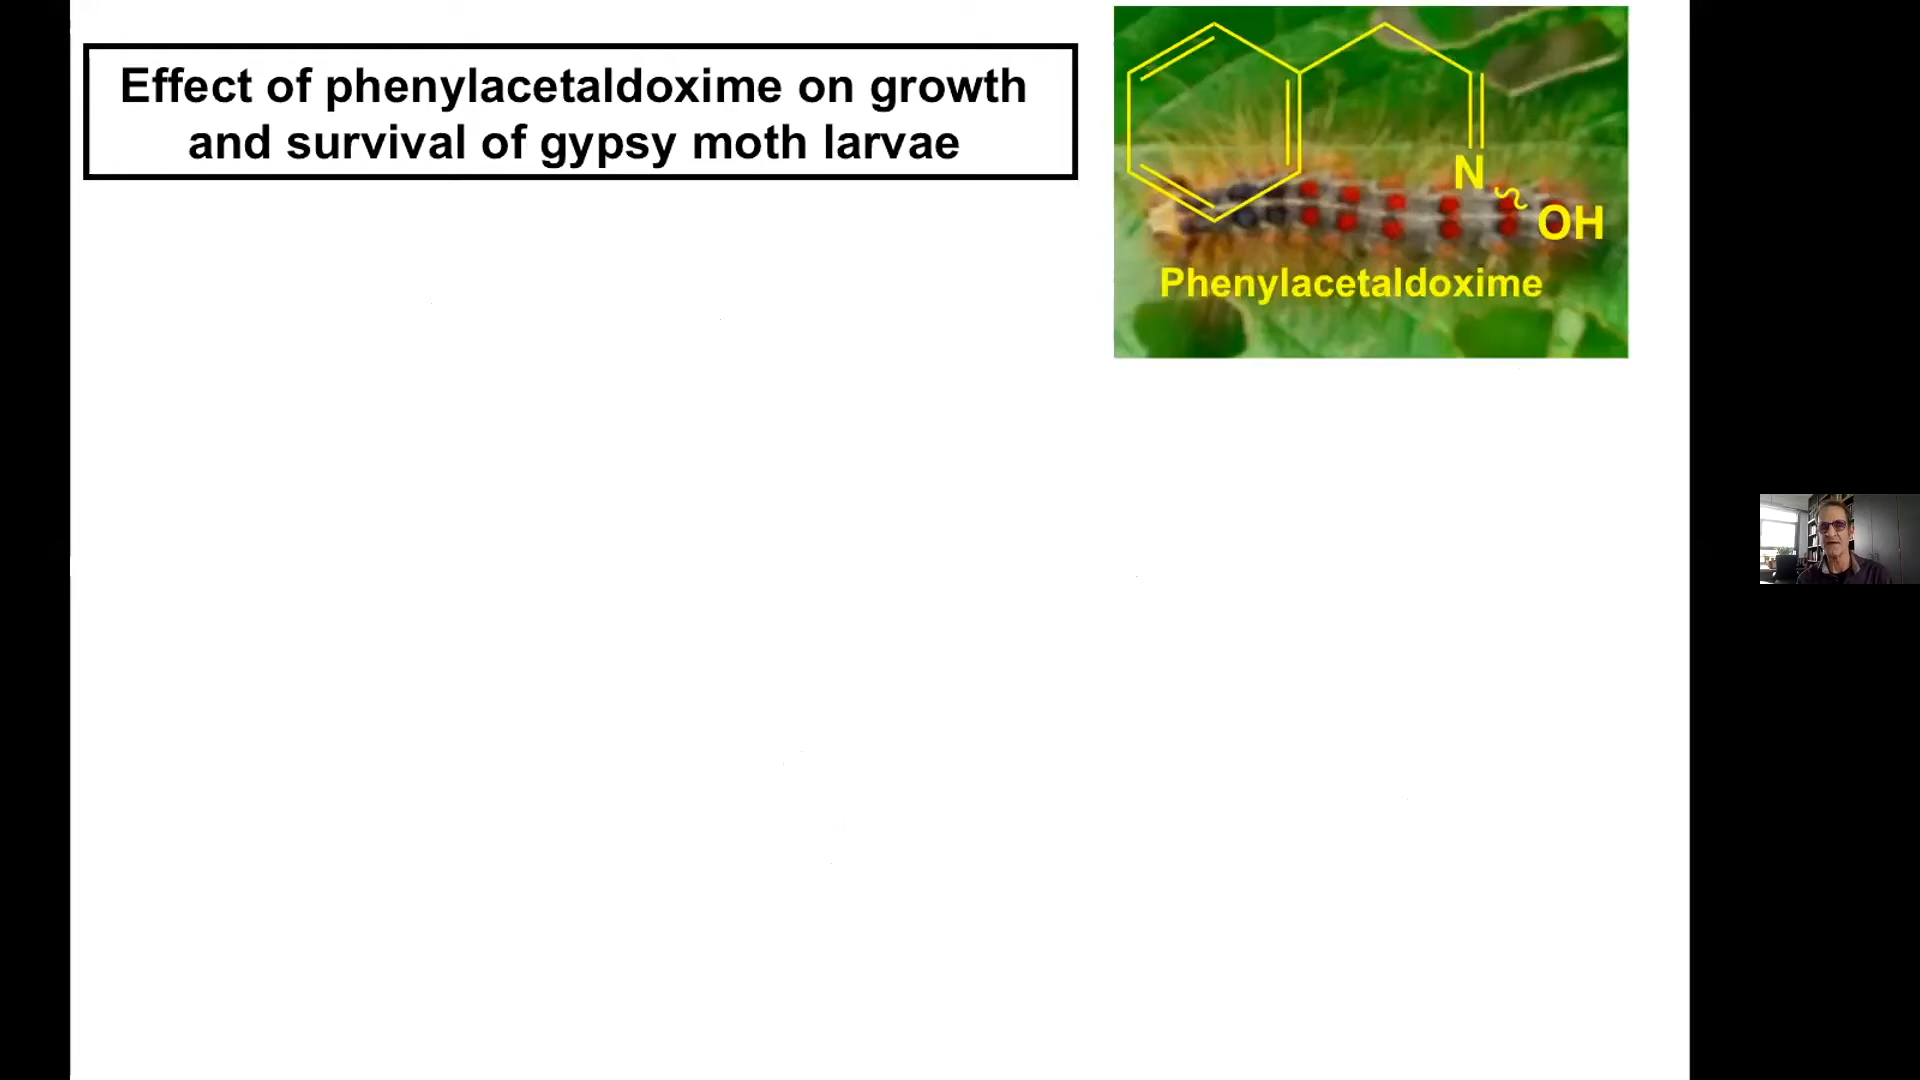 Effect of phenylacetaldoxime on growth
and survival of gypsy moth larvae
N
OH
Phenylacetaldoxime